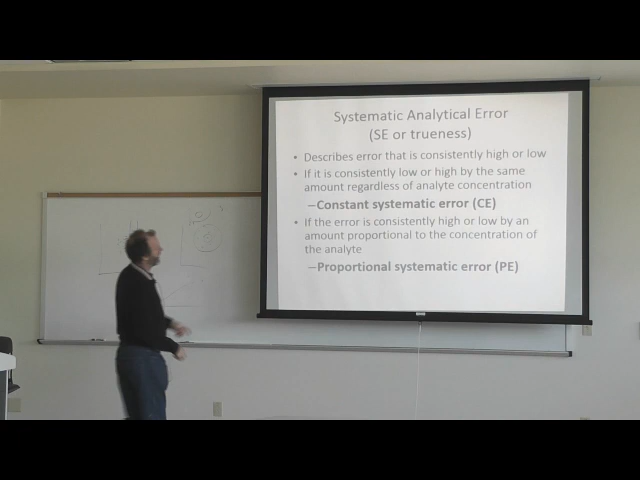 Systematic Analytical Error
(SE or trueness)
• Describes error that is consistently high or low
• If it is consistently low or high by the same
amount regardless of analyte concentration
–Constant systematic error (CE)
• If the error is consistently high or low by an
amount proportional to the concentration of
the analyte
–Proportional systematic error (PE)